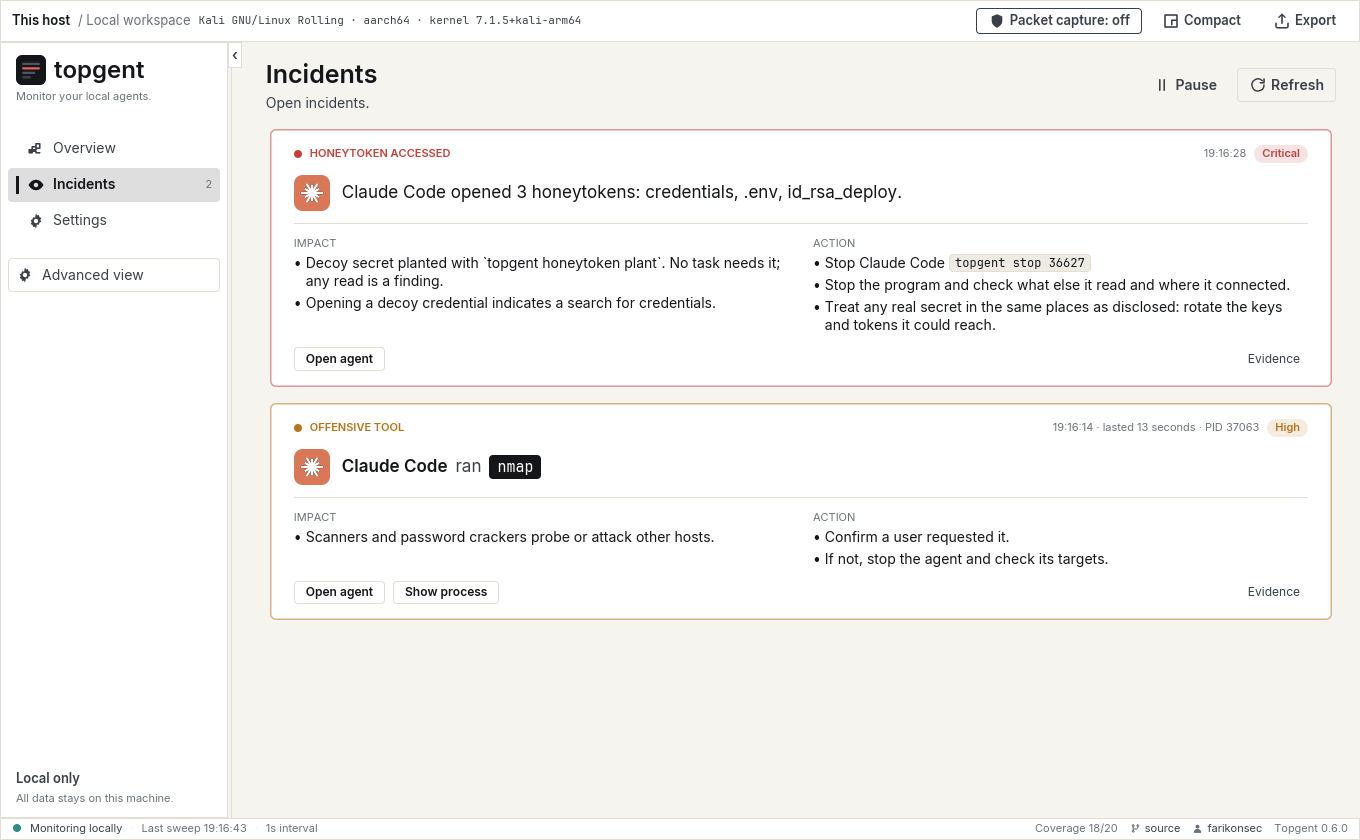 This host / Local workspace Kali GNU/Linux Rolling · aarch64 · kernel 7.1.5+kali-arm64
Packet capture: off
Compact
Export
topgent
Monitor your local agents.
Overview
Incidents 2
Settings
Advanced view
Local only
All data stays on this machine.
Incidents
Open incidents.
Pause
Refresh
HONEYTOKEN ACCESSED
19:16:28 Critical
Claude Code opened 3 honeytokens: credentials, .env, id_rsa_deploy.
IMPACT
• Decoy secret planted with `topgent honeytoken plant`. No task needs it;
any read is a finding.
• Opening a decoy credential indicates a search for credentials.
ACTION
• Stop Claude Code topgent stop 36627
• Stop the program and check what else it read and where it connected.
• Treat any real secret in the same places as disclosed: rotate the keys
and tokens it could reach.
Open agent
Evidence
OFFENSIVE TOOL
19:16:14 · lasted 13 seconds · PID 37063 High
Claude Code ran nmap
IMPACT
• Scanners and password crackers probe or attack other hosts.
ACTION
• Confirm a user requested it.
• If not, stop the agent and check its targets.
Open agent
Show process
Evidence
Monitoring locally · Last sweep 19:16:43 · 1s interval
Coverage 18/20 source farikonsec Topgent 0.6.0